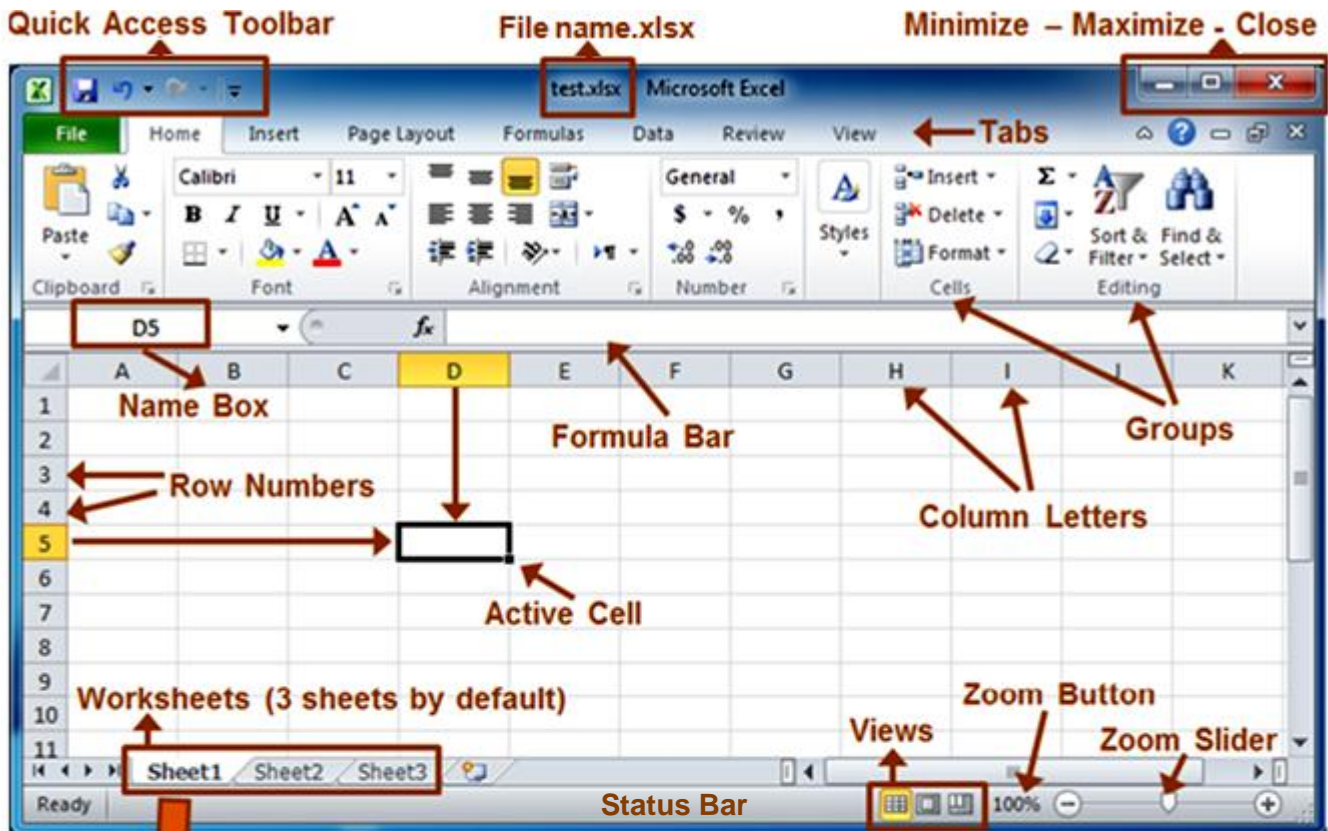 Quick Access Toolbar
File name.xlsx
Minimize – Maximize - Close
test.xlsx Microsoft Excel
File Home Insert Page Layout Formulas Data Review View Tabs
Calibri 11 General Insert
B I U A A $ % , Delete
Paste Styles Sort & Find &
A .0 .00 .00 .0 Format Filter Select
Clipboard Font Alignment Number Cells Editing
D5 fx
A B C D E F G H I J K
1 Name Box
2 Formula Bar Groups
3 Row Numbers
4 Column Letters
5
6
7 Active Cell
8
9
Worksheets (3 sheets by default) Zoom Button
10
Views Zoom Slider
11
Sheet1 Sheet2 Sheet3
Ready Status Bar 100%